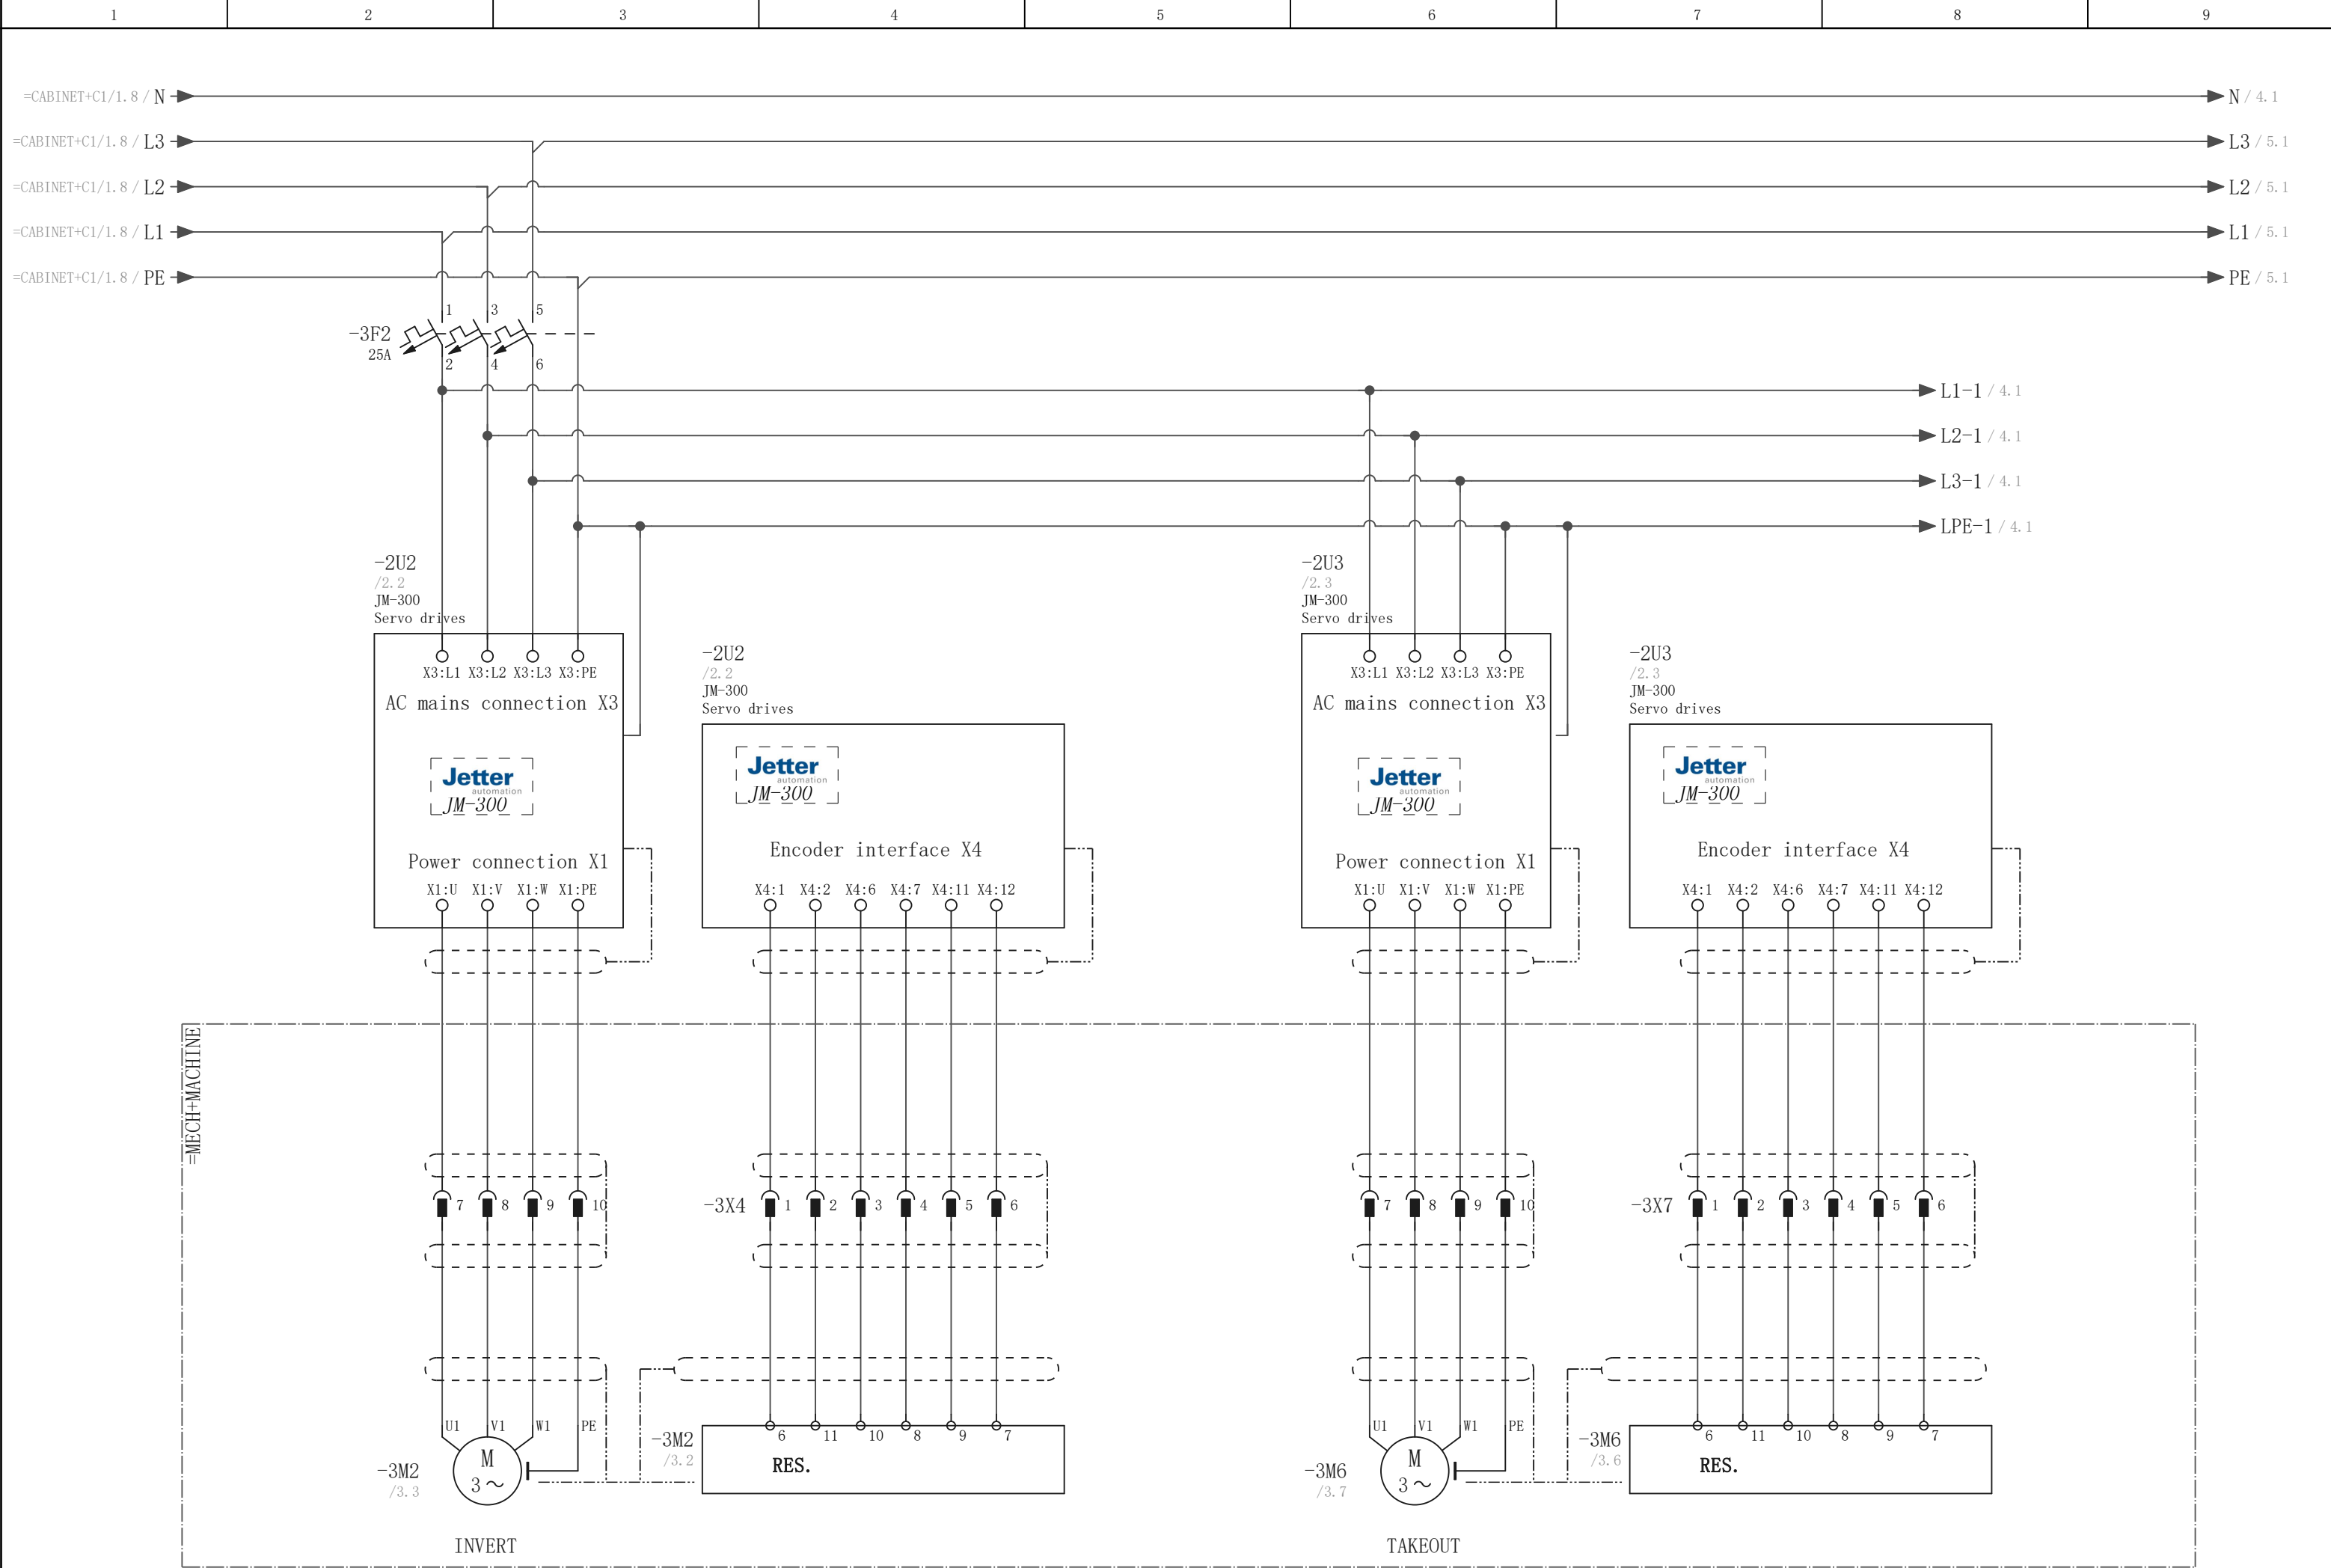 1 2 3 4 5 6 7 8 9
=CABINET+C1/1.8 / N N / 4.1
=CABINET+C1/1.8 / L3 L3 / 5.1
=CABINET+C1/1.8 / L2 L2 / 5.1
=CABINET+C1/1.8 / L1 L1 / 5.1
=CABINET+C1/1.8 / PE PE / 5.1
1 3 5
-3F2
25A
2 4 6
L1-1 / 4.1
L2-1 / 4.1
L3-1 / 4.1
LPE-1 / 4.1
-2U2
/2.2
JM-300
Servo drives
X3:L1 X3:L2 X3:L3 X3:PE
AC mains connection X3
Jetter
automation
JM-300
Power connection X1
X1:U X1:V X1:W X1:PE
-2U2
/2.2
JM-300
Servo drives
Jetter
automation
JM-300
Encoder interface X4
X4:1 X4:2 X4:6 X4:7 X4:11 X4:12
-2U3
/2.3
JM-300
Servo drives
X3:L1 X3:L2 X3:L3 X3:PE
AC mains connection X3
Jetter
automation
JM-300
Power connection X1
X1:U X1:V X1:W X1:PE
-2U3
/2.3
JM-300
Servo drives
Jetter
automation
JM-300
Encoder interface X4
X4:1 X4:2 X4:6 X4:7 X4:11 X4:12
=MECH+MACHINE
7 8 9 10
-3X4 1 2 3 4 5 6
7 8 9 10
-3X7 1 2 3 4 5 6
U1 V1 W1 PE
-3M2
/3.3
M
3~
INVERT
-3M2
/3.2
6 11 10 8 9 7
RES.
U1 V1 W1 PE
-3M6
/3.7
M
3~
TAKEOUT
-3M6
/3.6
6 11 10 8 9 7
RES.